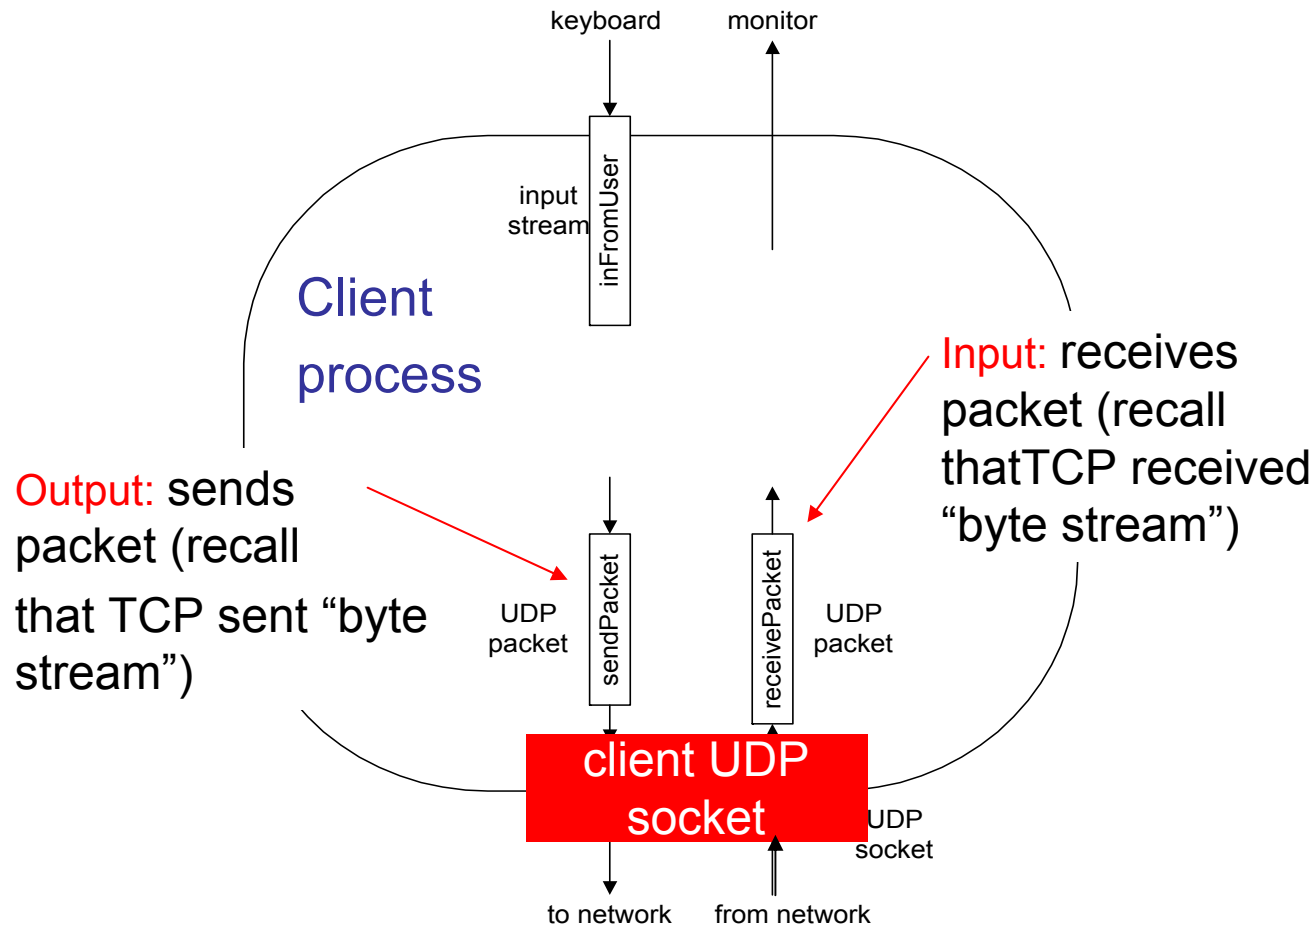 keyboard
monitor
input
stream
inFromUser
Client
process
Input: receives
packet (recall
thatTCP received
“byte stream”)
Output: sends
packet (recall
that TCP sent “byte
stream”)
UDP
packet
sendPacket
receivePacket
UDP
packet
client UDP
socket
UDP
socket
to network
from network